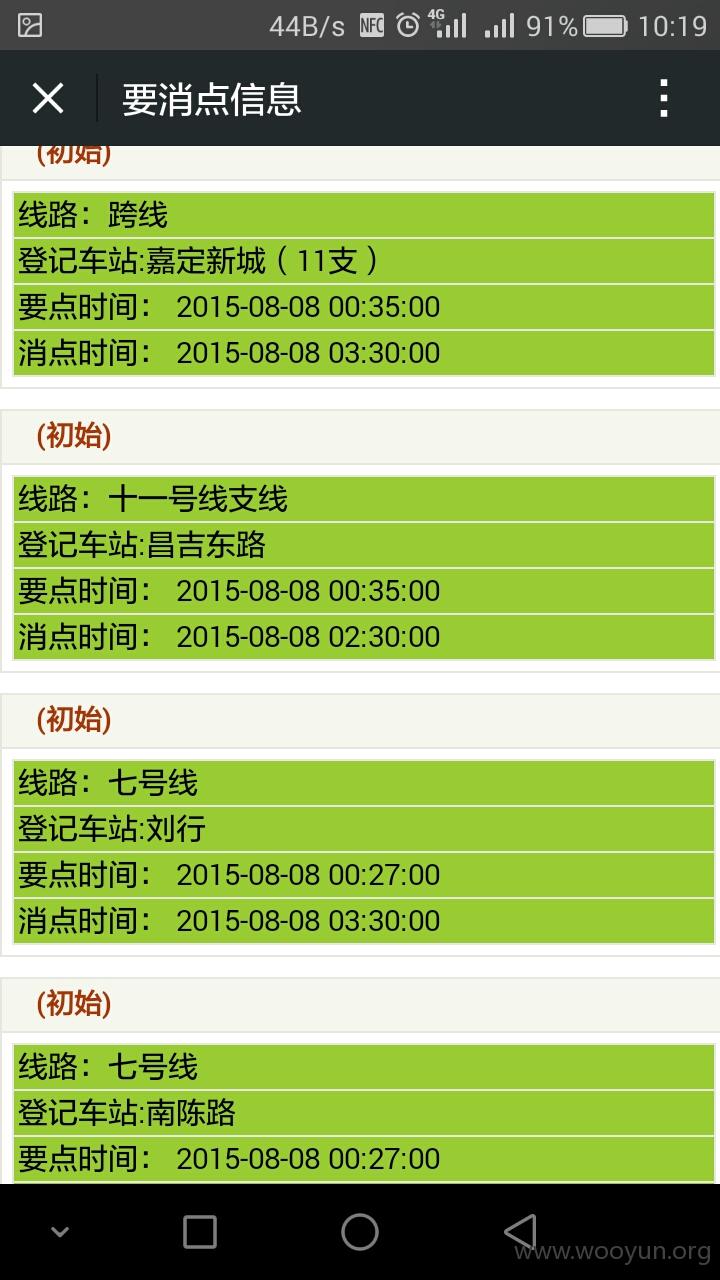 44B/s NFC 4G 91% 10:19
要消点信息
(初始)
线路：跨线
登记车站:嘉定新城（11支）
要点时间： 2015-08-08 00:35:00
消点时间： 2015-08-08 03:30:00
(初始)
线路：十一号线支线
登记车站:昌吉东路
要点时间： 2015-08-08 00:35:00
消点时间： 2015-08-08 02:30:00
(初始)
线路：七号线
登记车站:刘行
要点时间： 2015-08-08 00:27:00
消点时间： 2015-08-08 03:30:00
(初始)
线路：七号线
登记车站:南陈路
要点时间： 2015-08-08 00:27:00
www.wooyun.org